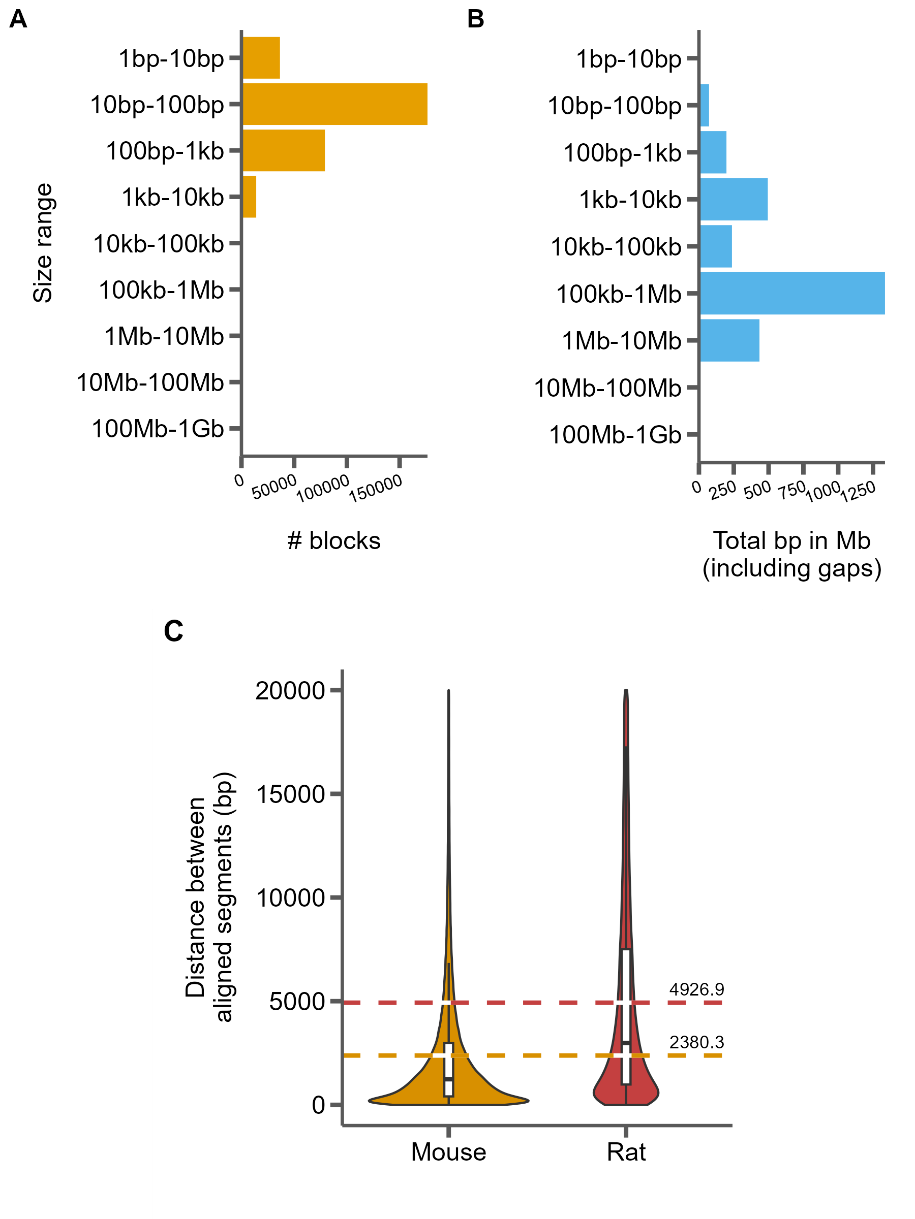 A
1bp-10bp
10bp-100bp
100bp-1kb
1kb-10kb
10kb-100kb
100kb-1Mb
1Mb-10Mb
10Mb-100Mb
100Mb-1Gb
Size range
0
50000
100000
150000
# blocks
B
1bp-10bp
10bp-100bp
100bp-1kb
1kb-10kb
10kb-100kb
100kb-1Mb
1Mb-10Mb
10Mb-100Mb
100Mb-1Gb
0
250
500
750
1000
1250
Total bp in Mb
(including gaps)
C
Distance between
aligned segments (bp)
20000
15000
10000
5000
0
4926.9
2380.3
Mouse
Rat